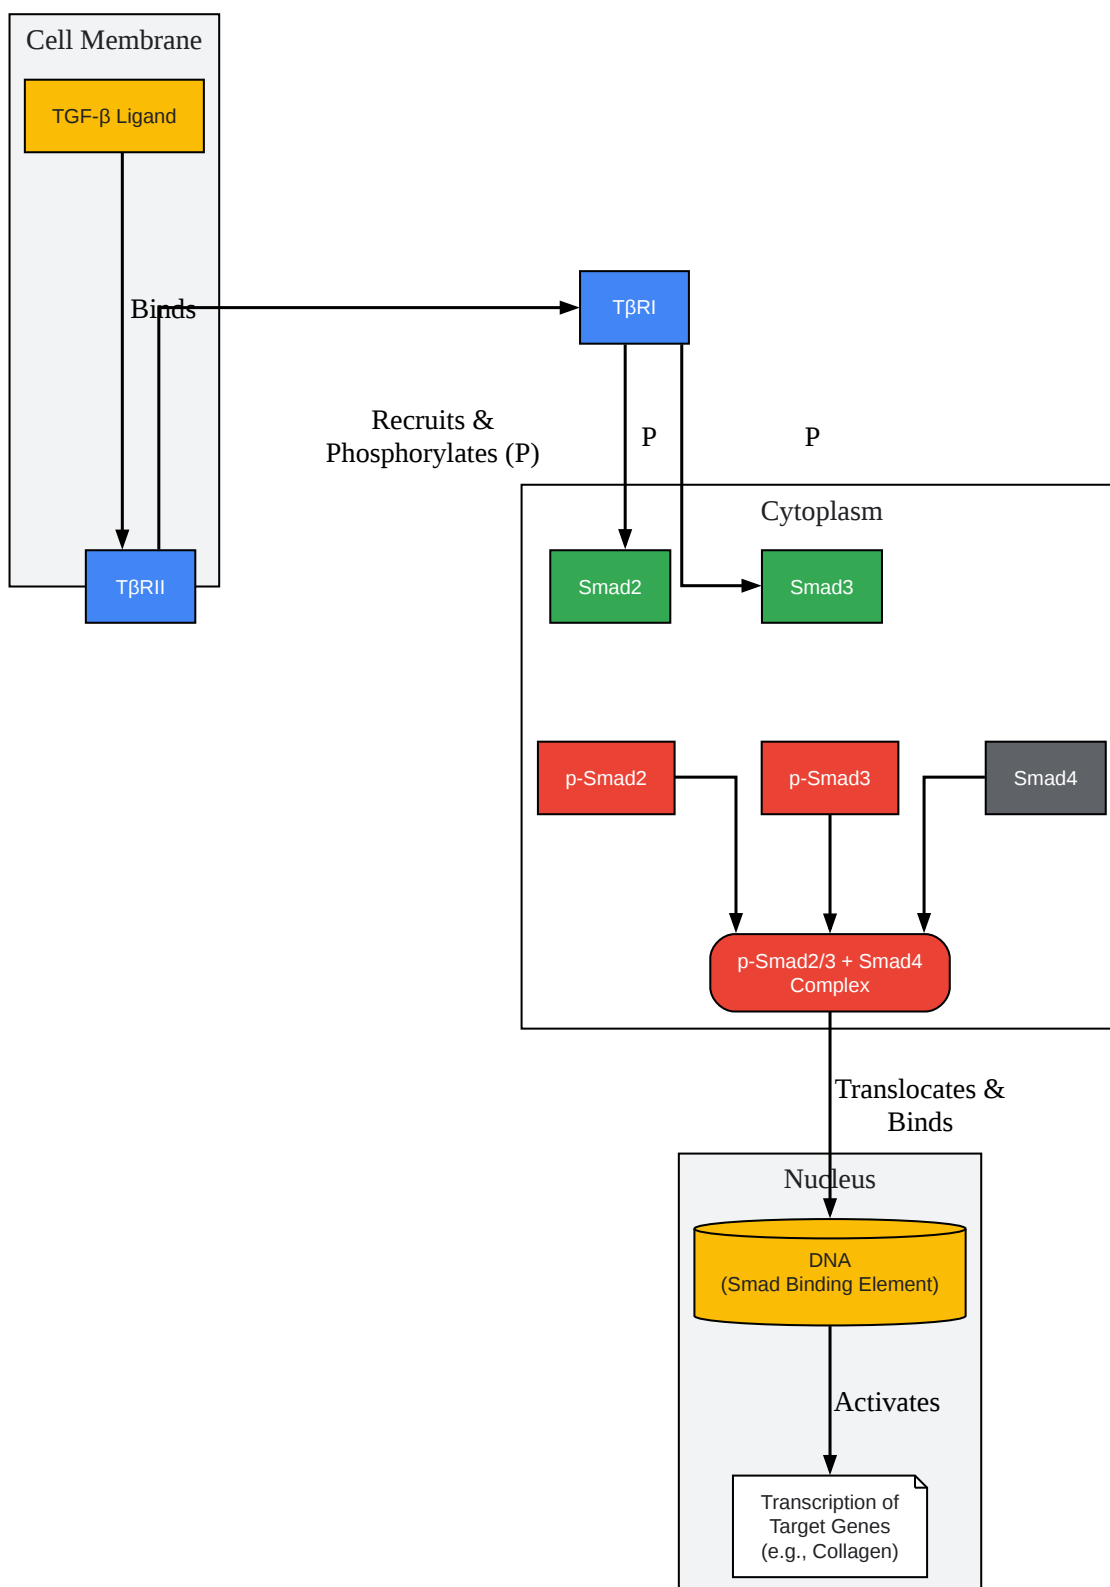 Cell Membrane
TGF-β Ligand
Binds
TβRI
Recruits &
Phosphorylates (P)
P
P
Cytoplasm
TβRII
Smad2
Smad3
p-Smad2
p-Smad3
Smad4
p-Smad2/3 + Smad4
Complex
Translocates &
Binds
Nucleus
DNA
(Smad Binding Element)
Activates
Transcription of
Target Genes
(e.g., Collagen)